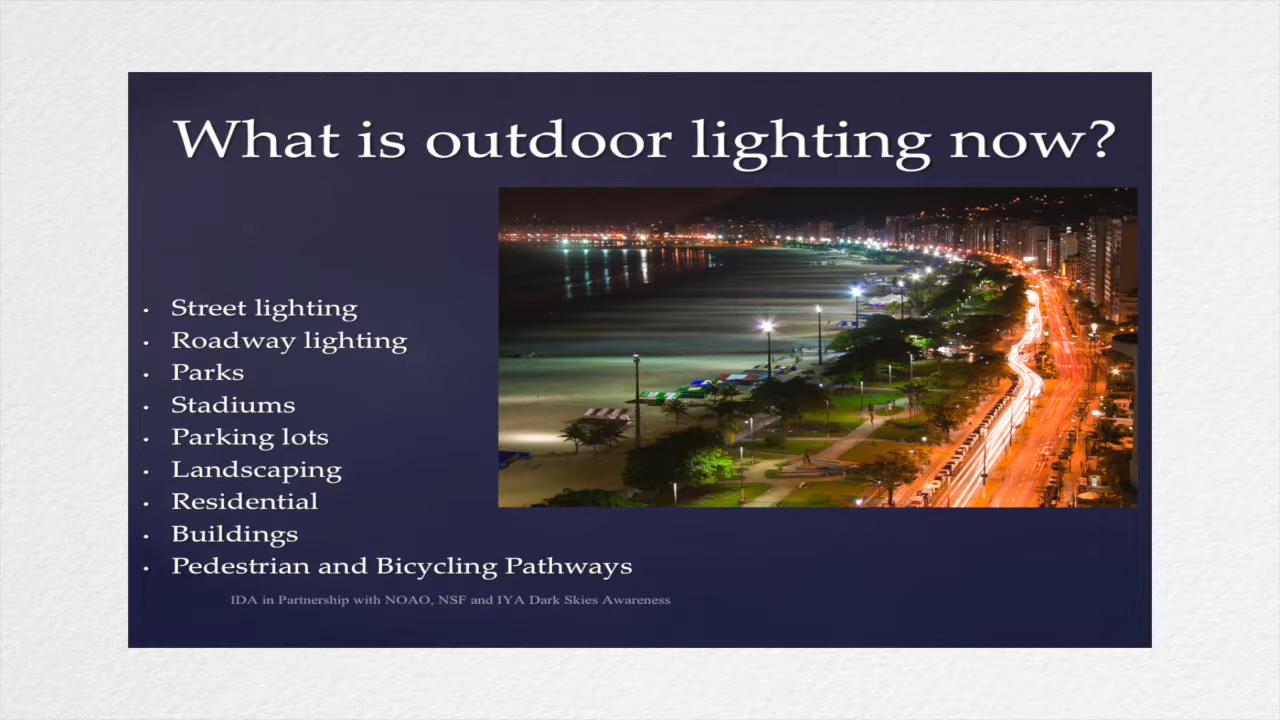 What is outdoor lighting now?
• Street lighting
• Roadway lighting
• Parks
• Stadiums
• Parking lots
• Landscaping
• Residential
• Buildings
• Pedestrian and Bicycling Pathways
IDA in Partnership with NOAO, NSF and IYA Dark Skies Awareness